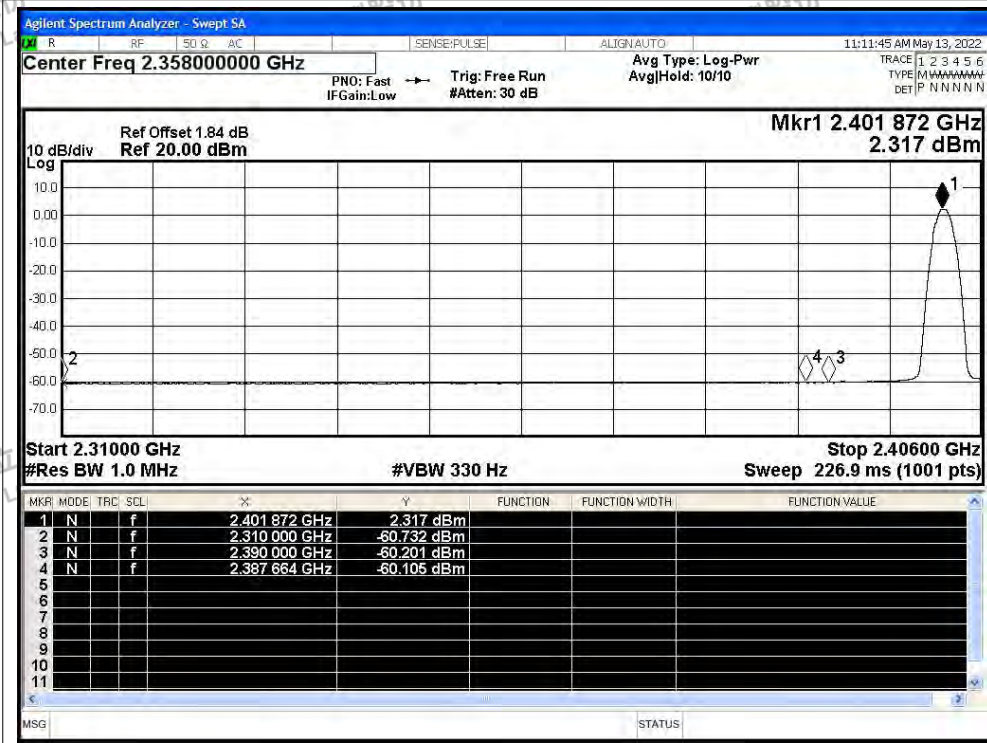 Agilent Spectrum Analyzer - Swept SA
LXI R RF 50 Ω AC SENSE:PULSE ALIGNAUTO 11:11:45 AM May 13, 2022
Center Freq 2.358000000 GHz Avg Type: Log-Pwr TRACE 1 2 3 4 5 6
PNO: Fast Trig: Free Run Avg|Hold: 10/10 TYPE M WWWWW
IFGain:Low #Atten: 30 dB DET P N N N N N
Mkr1 2.401 872 GHz
2.317 dBm
Ref Offset 1.84 dB
10 dB/div Ref 20.00 dBm
Log
10.0
1
0.00
-10.0
-20.0
-30.0
-40.0
-50.0
2 4 3
-60.0
-70.0
Start 2.31000 GHz Stop 2.40600 GHz
#Res BW 1.0 MHz #VBW 330 Hz Sweep 226.9 ms (1001 pts)
MKR MODE TRC SCL X Y FUNCTION FUNCTION WIDTH FUNCTION VALUE
1 N f 2.401 872 GHz 2.317 dBm
2 N f 2.310 000 GHz -60.732 dBm
3 N f 2.390 000 GHz -60.201 dBm
4 N f 2.387 664 GHz -60.105 dBm
5
6
7
8
9
10
11
MSG STATUS